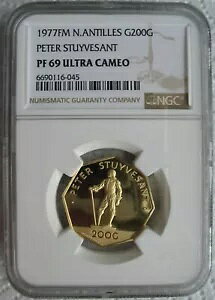 1977FM N.ANTILLES G200G
PETER STUYVESANT
PF 69 ULTRA CAMEO
6690116-045
NUMISMATIC GUARANTY COMPANY
NGC
PETER STUYVESANT
200G